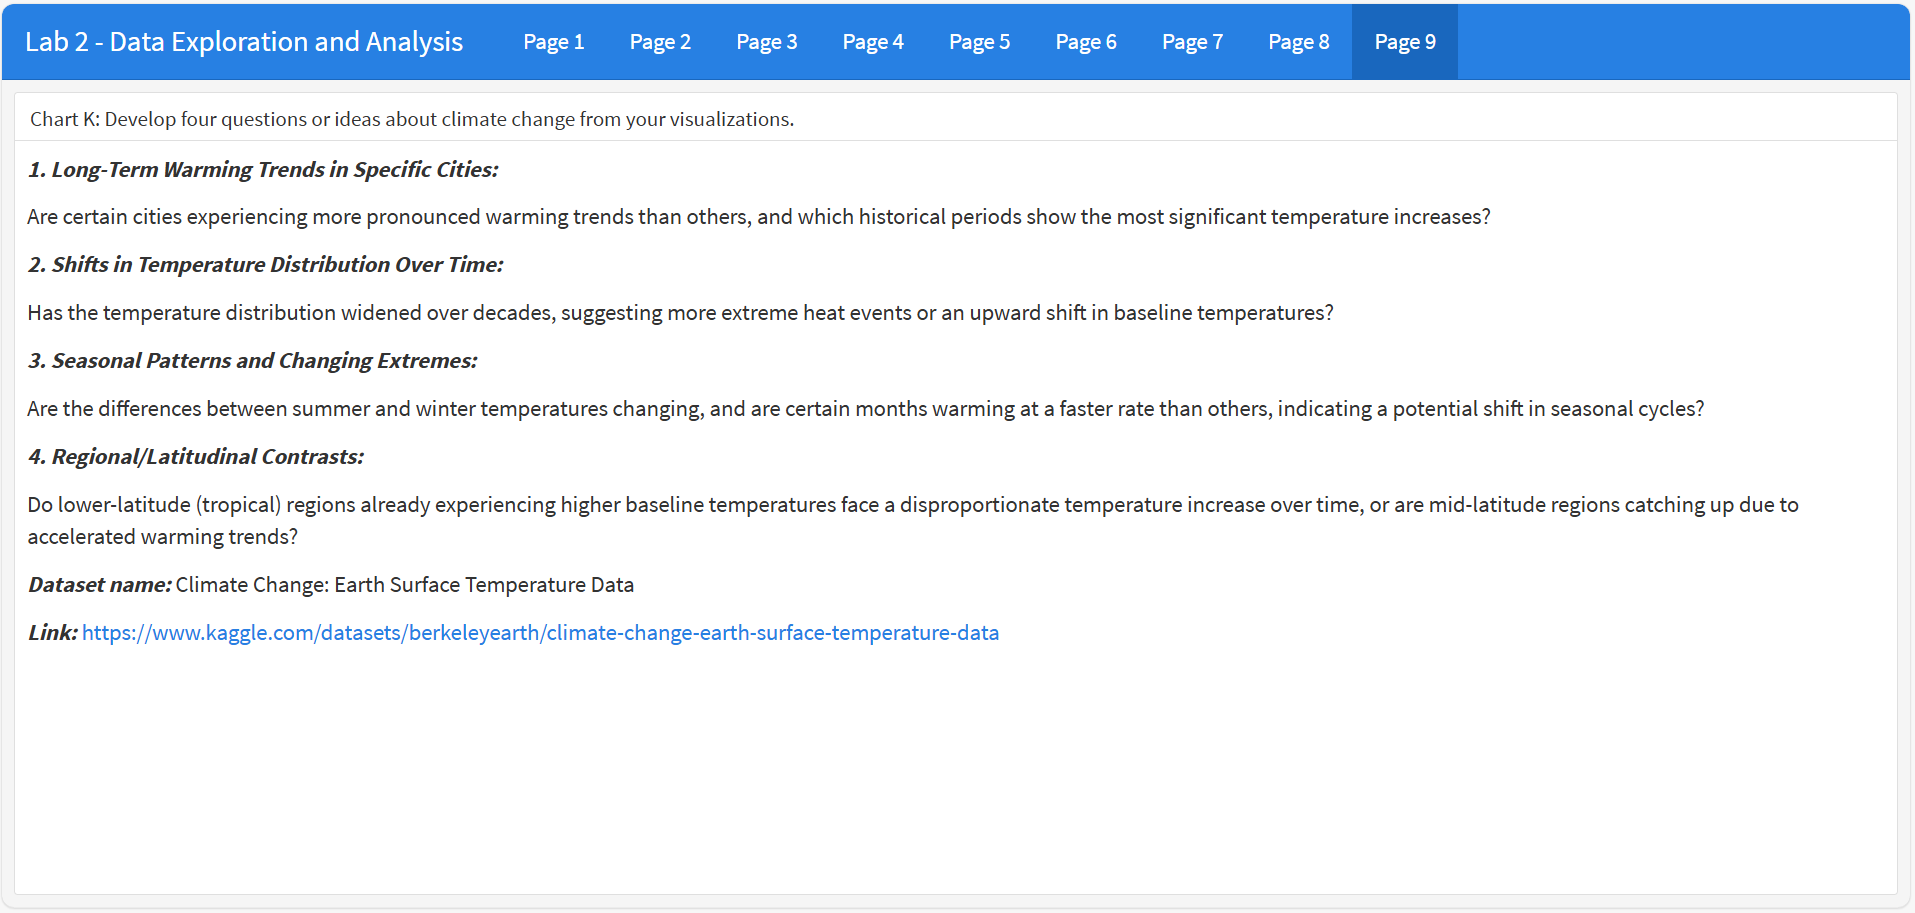 Lab 2 - Data Exploration and Analysis Page 1 Page 2 Page 3 Page 4 Page 5 Page 6 Page 7 Page 8 Page 9
Chart K: Develop four questions or ideas about climate change from your visualizations.
1. Long-Term Warming Trends in Specific Cities:
Are certain cities experiencing more pronounced warming trends than others, and which historical periods show the most significant temperature increases?
2. Shifts in Temperature Distribution Over Time:
Has the temperature distribution widened over decades, suggesting more extreme heat events or an upward shift in baseline temperatures?
3. Seasonal Patterns and Changing Extremes:
Are the differences between summer and winter temperatures changing, and are certain months warming at a faster rate than others, indicating a potential shift in seasonal cycles?
4. Regional/Latitudinal Contrasts:
Do lower-latitude (tropical) regions already experiencing higher baseline temperatures face a disproportionate temperature increase over time, or are mid-latitude regions catching up due to
accelerated warming trends?
Dataset name: Climate Change: Earth Surface Temperature Data
Link: https://www.kaggle.com/datasets/berkeleyearth/climate-change-earth-surface-temperature-data